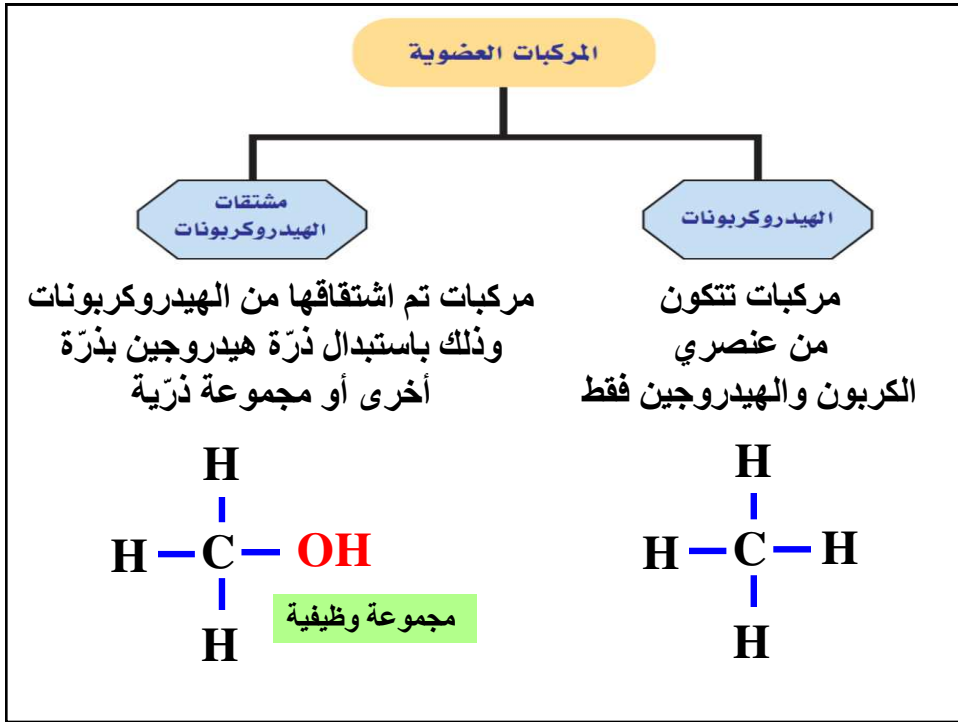 المركبات العضوية
الهيدروكربونات
مركبات تتكون
من عنصري
الكربون والهيدروجين فقط
H
H C H
H
مشتقات
الهيدروكربونات
مركبات تم اشتقاقها من الهيدروكربونات
وذلك باستبدال ذرّة هيدروجين بذرّة
أخرى أو مجموعة ذرّية
H
H C OH
مجموعة وظيفية
H